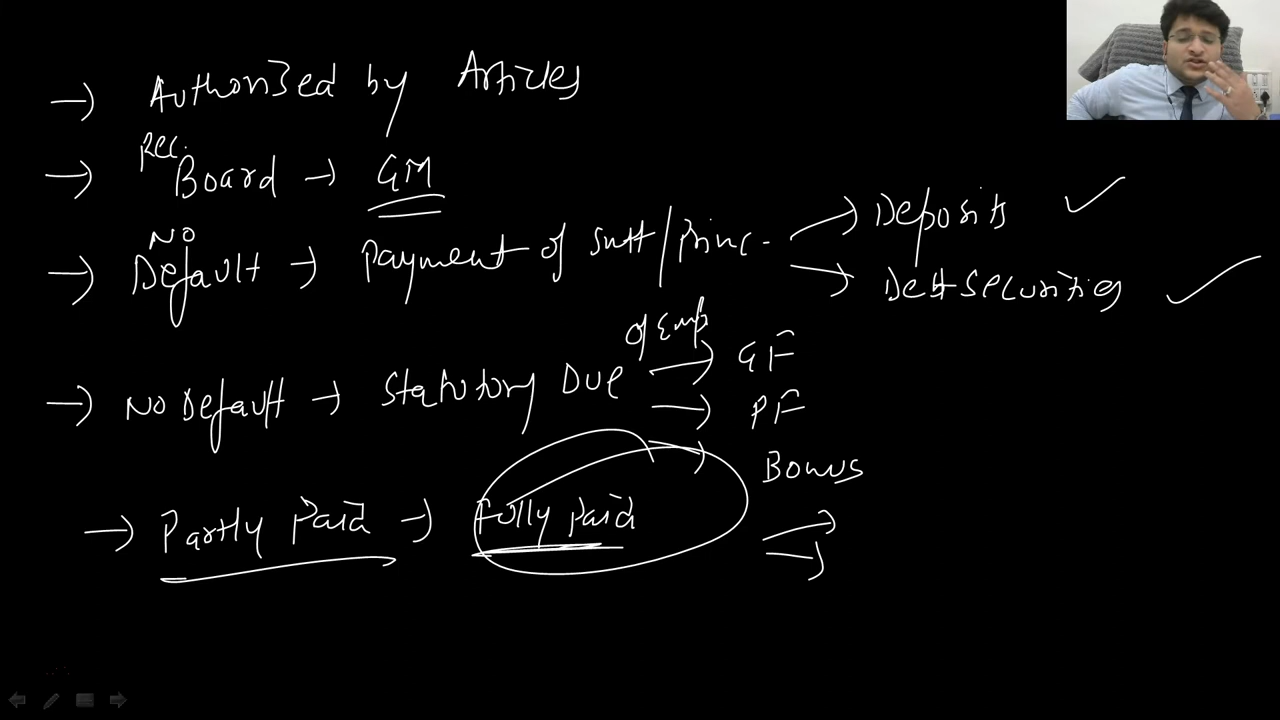 → Authorised by Articles
→ Rec. Board → GM
→ No Default → Payment of Intt/Princ. → Deposits ✓
→ Debt Securities ✓
→ No Default → Statutory Due of Emp → GF
→ PF
→ Bonus
→ Partly Paid → Fully Paid